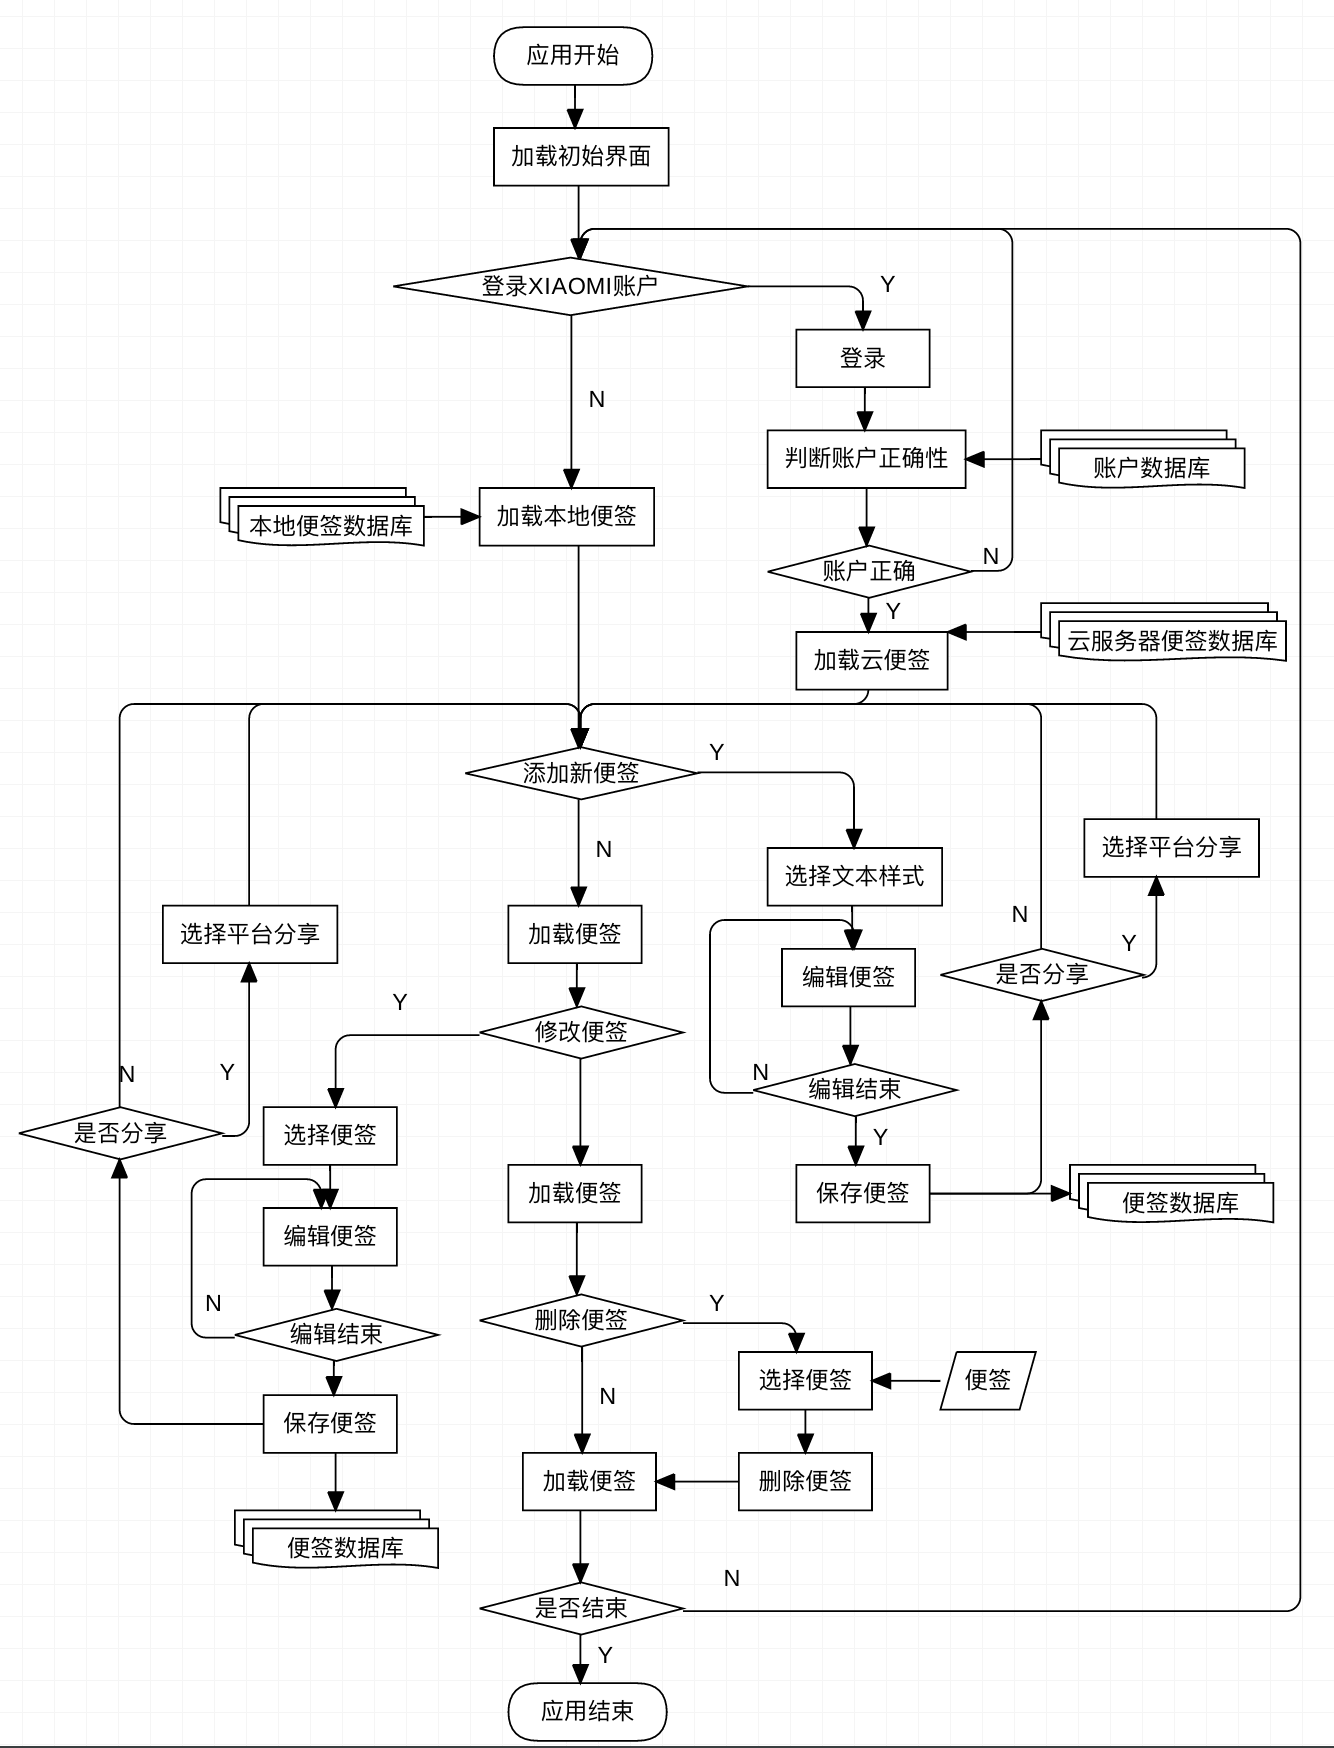 应用开始
加载初始界面
登录XIAOMI账户
Y
登录
N
判断账户正确性
账户数据库
本地便签数据库
加载本地便签
账户正确
N
Y
加载云便签
云服务器便签数据库
添加新便签
Y
N
选择文本样式
选择平台分享
选择平台分享
加载便签
编辑便签
N
是否分享
Y
Y
修改便签
N
Y
编辑结束
N
是否分享
选择便签
Y
加载便签
保存便签
便签数据库
编辑便签
N
编辑结束
删除便签
Y
选择便签
便签
N
保存便签
加载便签
删除便签
便签数据库
是否结束
N
Y
应用结束